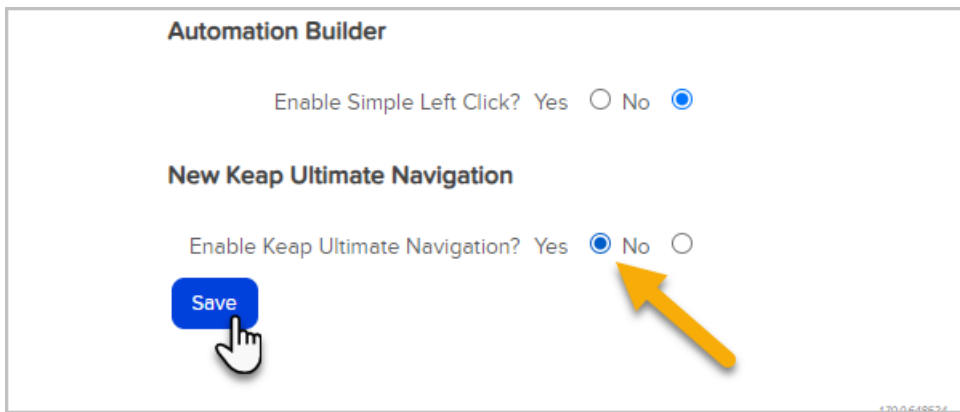 Automation Builder
Enable Simple Left Click? Yes No
New Keap Ultimate Navigation
Enable Keap Ultimate Navigation? Yes No
Save